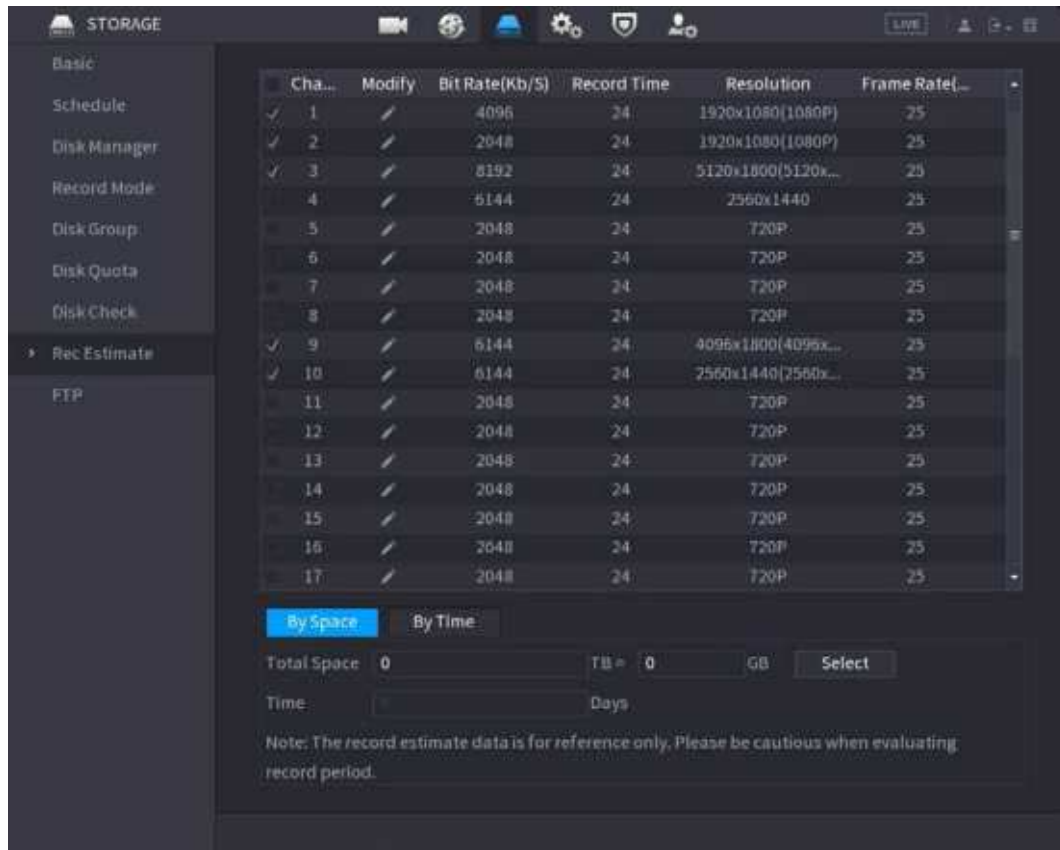 STORAGE LIVE
Basic
Schedule
Disk Manager
Record Mode
Disk Group
Disk Quota
Disk Check
Rec Estimate
FTP
Cha... Modify Bit Rate(Kb/S) Record Time Resolution Frame Rate(...
1 4096 24 1920x1080(1080P) 25
2 2048 24 1920x1080(1080P) 25
3 8192 24 5120x1800(5120x... 25
4 6144 24 2560x1440 25
5 2048 24 720P 25
6 2048 24 720P 25
7 2048 24 720P 25
8 2048 24 720P 25
9 6144 24 4096x1800(4096x... 25
10 6144 24 2560x1440(2560x... 25
11 2048 24 720P 25
12 2048 24 720P 25
13 2048 24 720P 25
14 2048 24 720P 25
15 2048 24 720P 25
16 2048 24 720P 25
17 2048 24 720P 25
By Space By Time
Total Space 0 TB = 0 GB Select
Time Days
Note: The record estimate data is for reference only. Please be cautious when evaluating
record period.